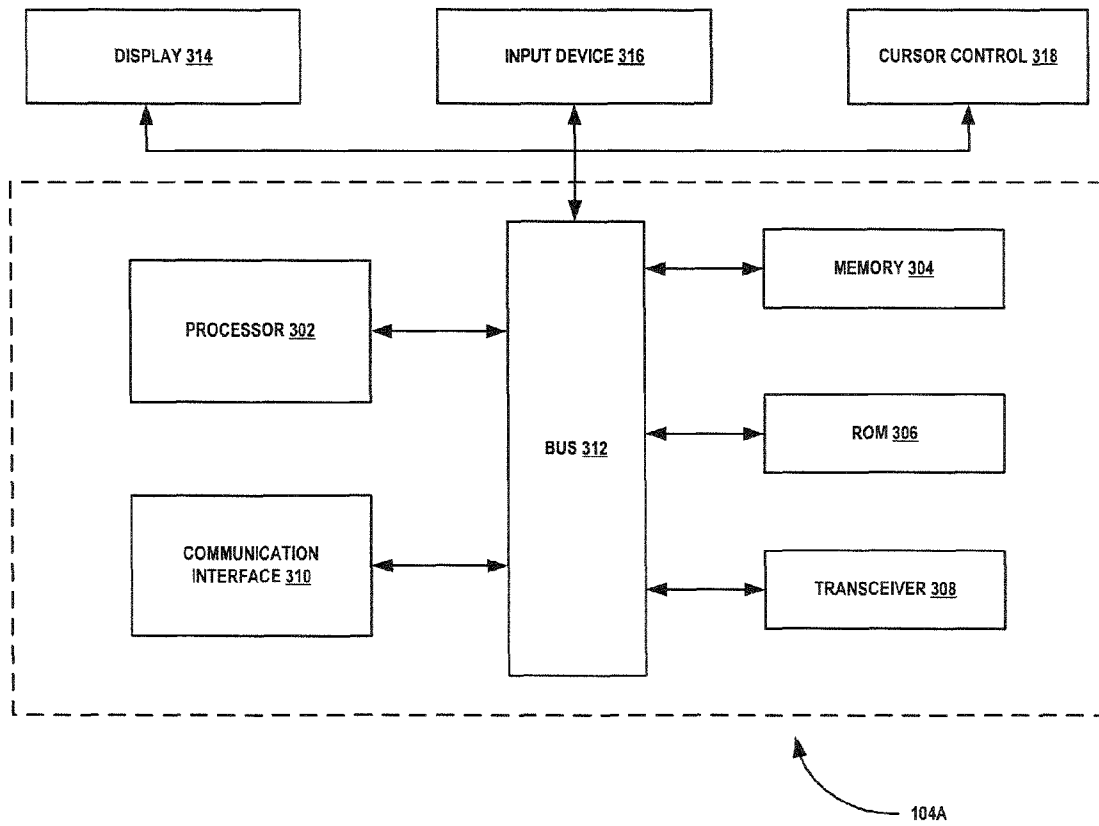 DISPLAY 314
INPUT DEVICE 316
CURSOR CONTROL 318
MEMORY 304
PROCESSOR 302
BUS 312
ROM 306
COMMUNICATION
INTERFACE 310
TRANSCEIVER 308
104A